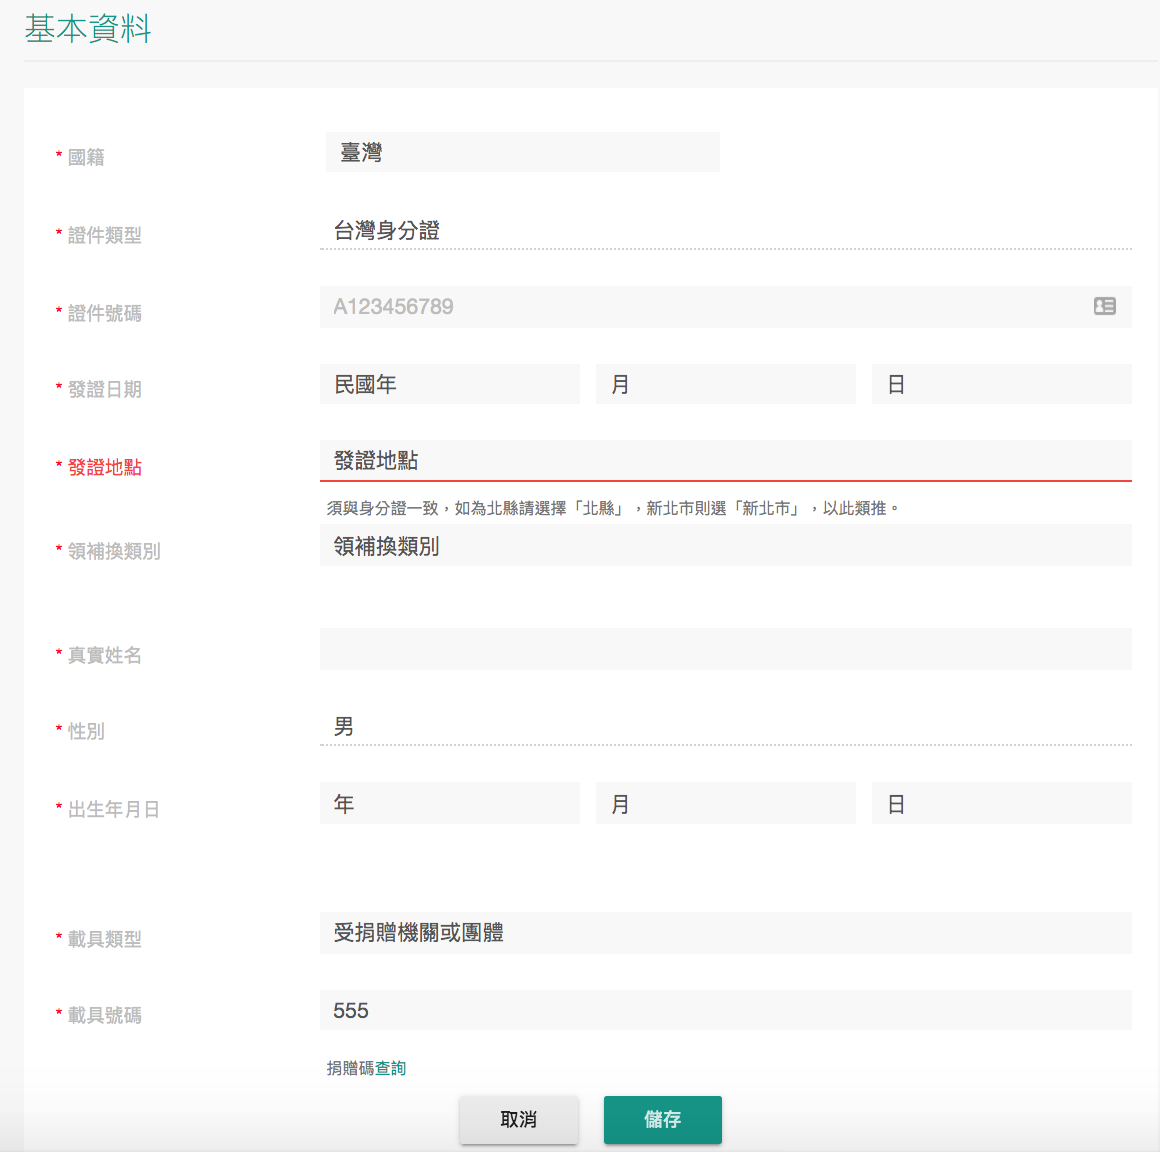 基本資料
* 國籍 臺灣
* 證件類型 台灣身分證
* 證件號碼 A123456789
* 發證日期 民國年 月 日
* 發證地點 發證地點
須與身分證一致，如為北縣請選擇「北縣」，新北市則選「新北市」，以此類推。
* 領補換類別 領補換類別
* 真實姓名
* 性別 男
* 出生年月日 年 月 日
* 載具類型 受捐贈機關或團體
* 載具號碼 555
捐贈碼查詢
取消 儲存